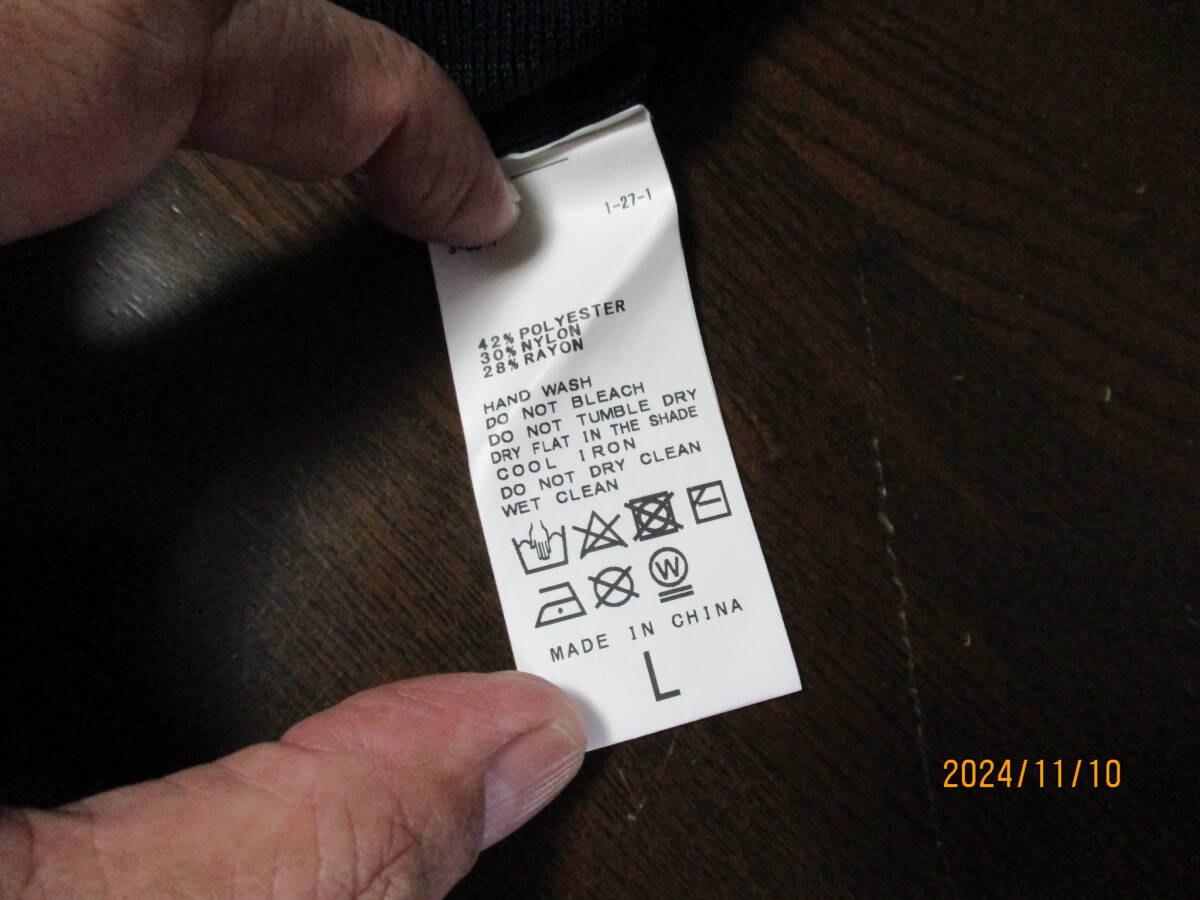 1-27-1
42% POLYESTER
30% NYLON
28% RAYON
HAND WASH
DO NOT BLEACH
DO NOT TUMBLE DRY
DRY FLAT IN THE SHADE
COOL IRON
DO NOT DRY CLEAN
WET CLEAN
W
MADE IN CHINA
L
2024/11/10